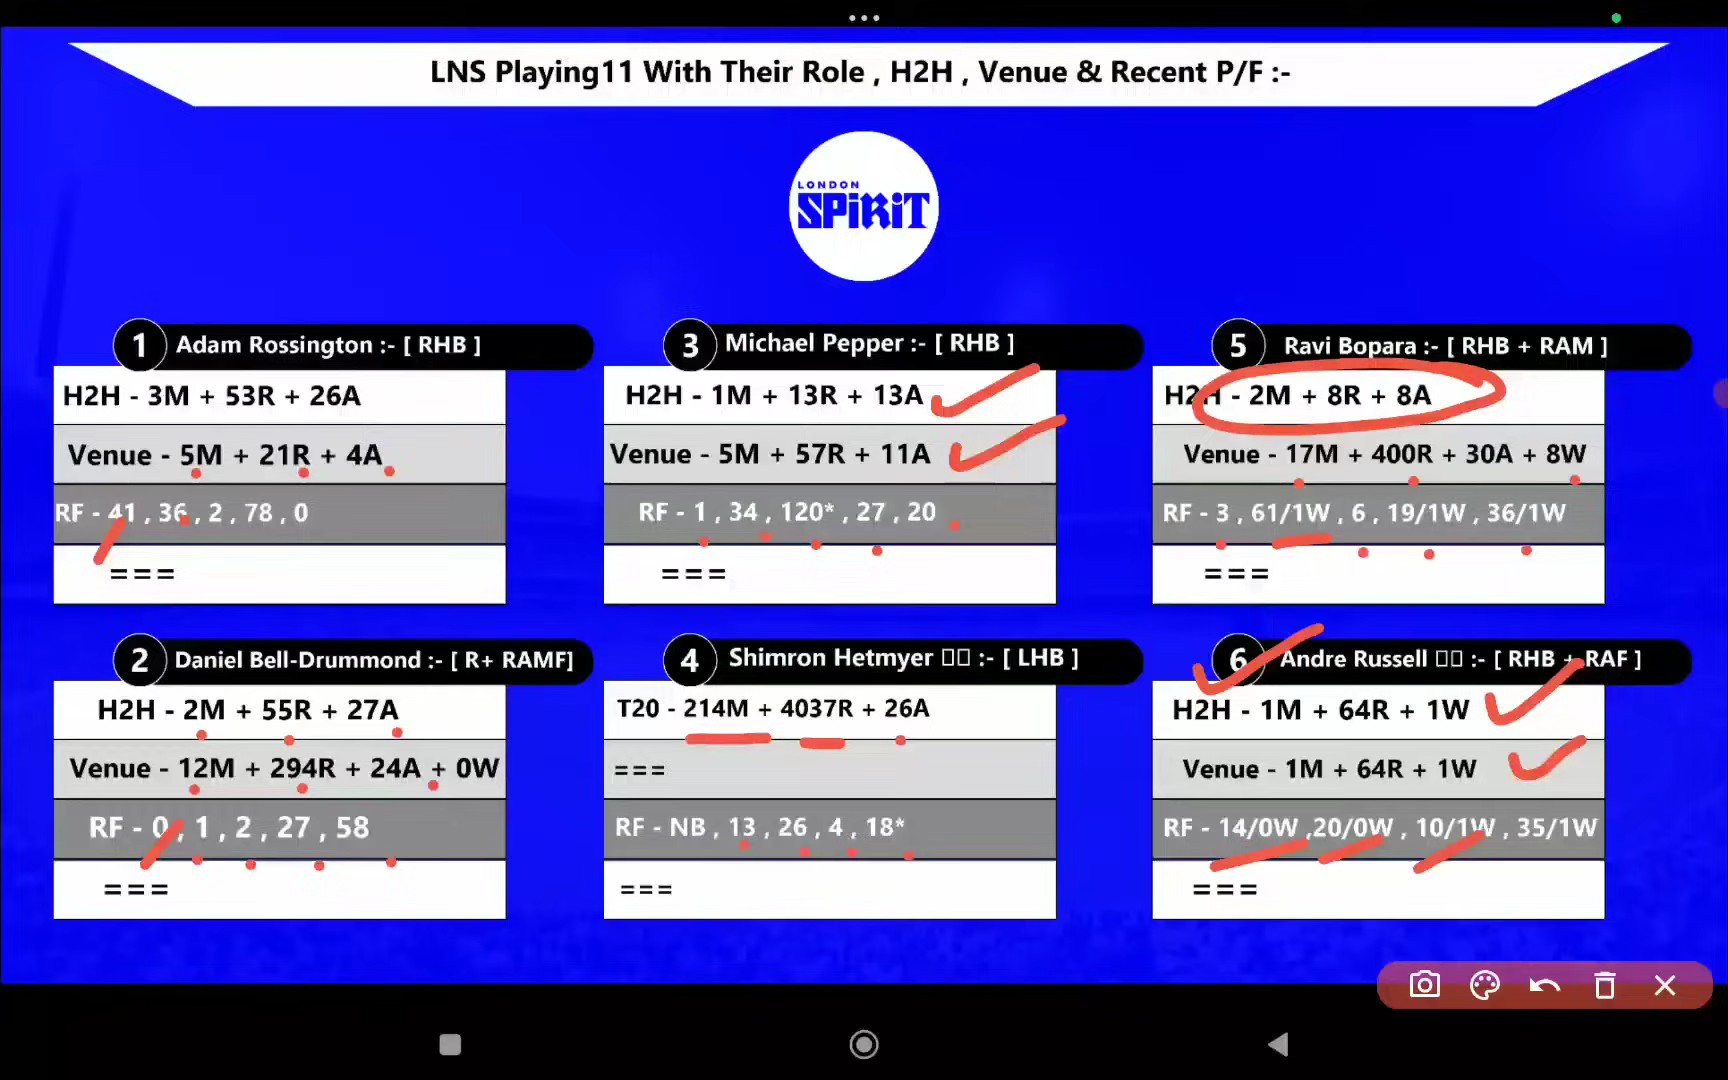 LNS Playing11 With Their Role , H2H , Venue & Recent P/F :-
LONDON
SPIRIT
1 Adam Rossington :- [ RHB ]
H2H - 3M + 53R + 26A
Venue - 5M + 21R + 4A
RF - 41 , 36 , 2 , 78 , 0
===
2 Daniel Bell-Drummond :- [ R+ RAMF]
H2H - 2M + 55R + 27A
Venue - 12M + 294R + 24A + 0W
RF - 0 , 1 , 2 , 27 , 58
===
3 Michael Pepper :- [ RHB ]
H2H - 1M + 13R + 13A
Venue - 5M + 57R + 11A
RF - 1 , 34 , 120* , 27 , 20
===
4 Shimron Hetmyer :- [ LHB ]
T20 - 214M + 4037R + 26A
===
RF - NB , 13 , 26 , 4 , 18*
===
5 Ravi Bopara :- [ RHB + RAM ]
H2H - 2M + 8R + 8A
Venue - 17M + 400R + 30A + 8W
RF - 3 , 61/1W , 6 , 19/1W , 36/1W
===
6 Andre Russell :- [ RHB + RAF ]
H2H - 1M + 64R + 1W
Venue - 1M + 64R + 1W
RF - 14/0W ,20/0W , 10/1W , 35/1W
===